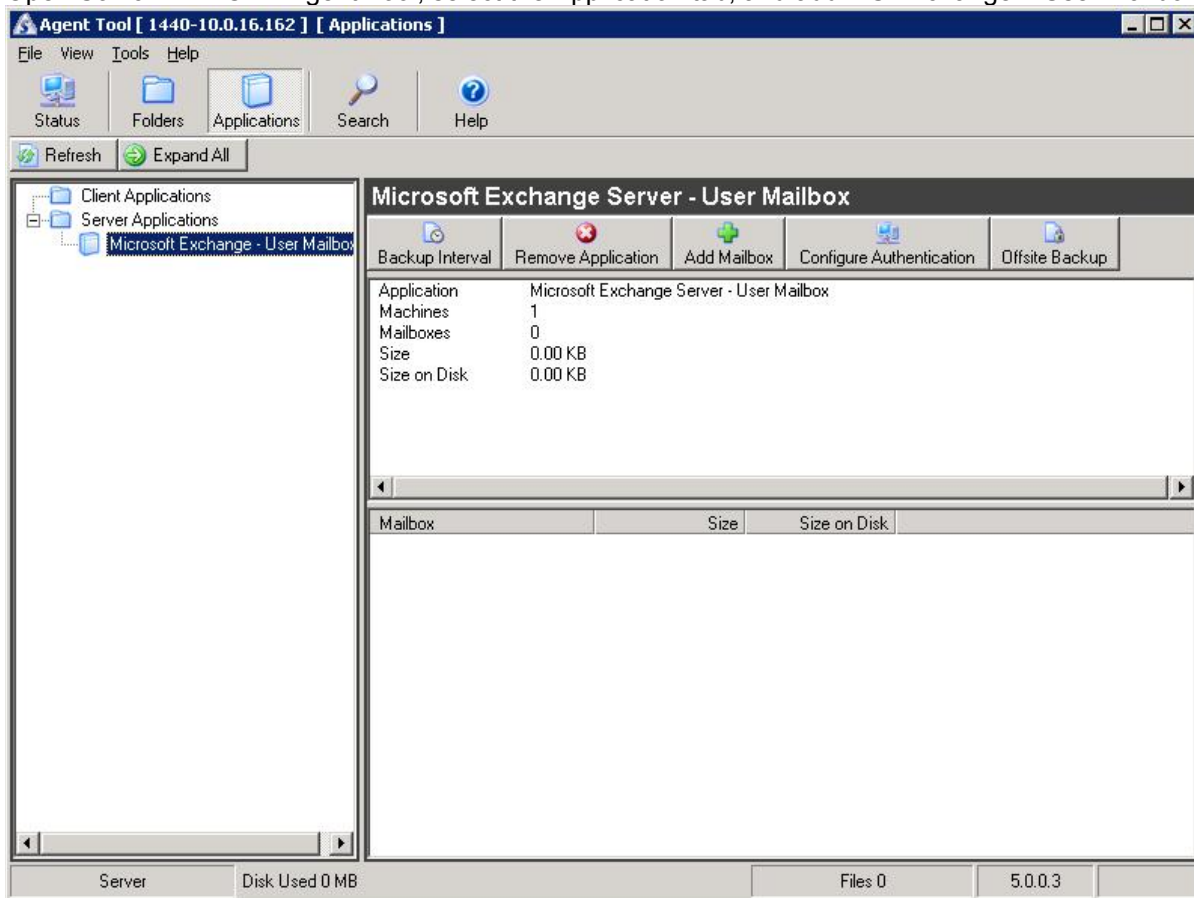 Agent Tool [ 1440-10.0.16.162 ] [ Applications ]
File View Tools Help
Status Folders Applications Search Help
Refresh Expand All
Client Applications
Server Applications
Microsoft Exchange - User Mailbox
Microsoft Exchange Server - User Mailbox
Backup Interval Remove Application Add Mailbox Configure Authentication Offsite Backup
Application Microsoft Exchange Server - User Mailbox
Machines 1
Mailboxes 0
Size 0.00 KB
Size on Disk 0.00 KB
Mailbox Size Size on Disk
Server Disk Used 0 MB Files 0 5.0.0.3